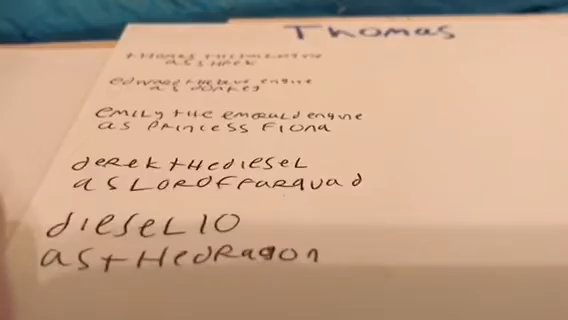 Thomas
THomas THe tank engine
as SHrek
edward THe blue engine
as DOnkey
emiLy THe emeraLd engine
as PrINcess FIona
derek THe dieseL
as LOrd Farquad
dieseL 10
as THe dRagon